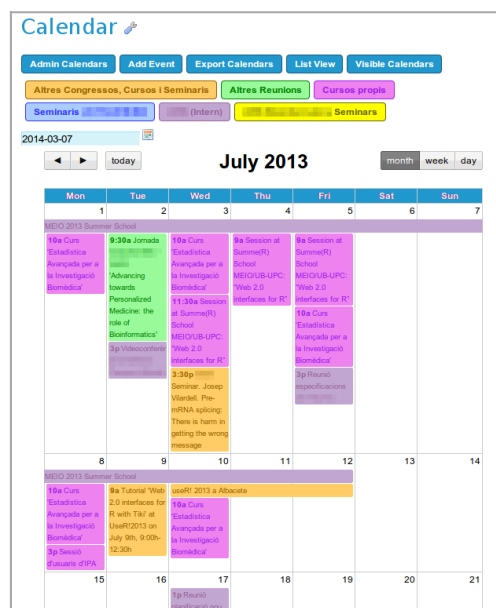 Calendar
Admin Calendars Add Event Export Calendars List View Visible Calendars
Altres Congressos, Cursos i Seminaris Altres Reunions Cursos propis
Seminaris (Intern) Seminars
2014-03-07
◄ ► today July 2013 month week day
Mon Tue Wed Thu Fri Sat Sun
1 2 3 4 5 6 7
MEIO 2013 Summer School
10a Curs
'Estadística
Avançada per a
la Investigació
Biomèdica'
9:30a Jornada
'Advancing
towards
Personalized
Medicine: the
role of
Bioinformatics'
3p Videoconferèn
10a Curs
'Estadística
Avançada per a
la Investigació
Biomèdica'
11:30a Session
at Summe(R)
School
MEIO/UB-UPC:
"Web 2.0
interfaces for R"
3:30p
Seminar. Josep
Vilardell. Pre-
mRNA splicing:
There is harm in
getting the wrong
message
9a Session at
Summe(R)
School
MEIO/UB-UPC:
"Web 2.0
interfaces for R"
9a Session at
Summe(R)
School
MEIO/UB-UPC:
"Web 2.0
interfaces for R"
10a Curs
'Estadística
Avançada per a
la Investigació
Biomèdica'
3p Reunió
especificacions
8 9 10 11 12 13 14
MEIO 2013 Summer School
10a Curs
'Estadística
Avançada per a
la Investigació
Biomèdica'
3p Sessió
d'usuaris d'IPA
9a Tutorial 'Web
2.0 interfaces for
R with Tiki' at
UseR!2013 on
July 9th, 9:00h-
12:30h
useR! 2013 a Albacete
10a Curs
'Estadística
Avançada per a
la Investigació
Biomèdica'
15 16 17 18 19 20 21
1p Reunió
planificació